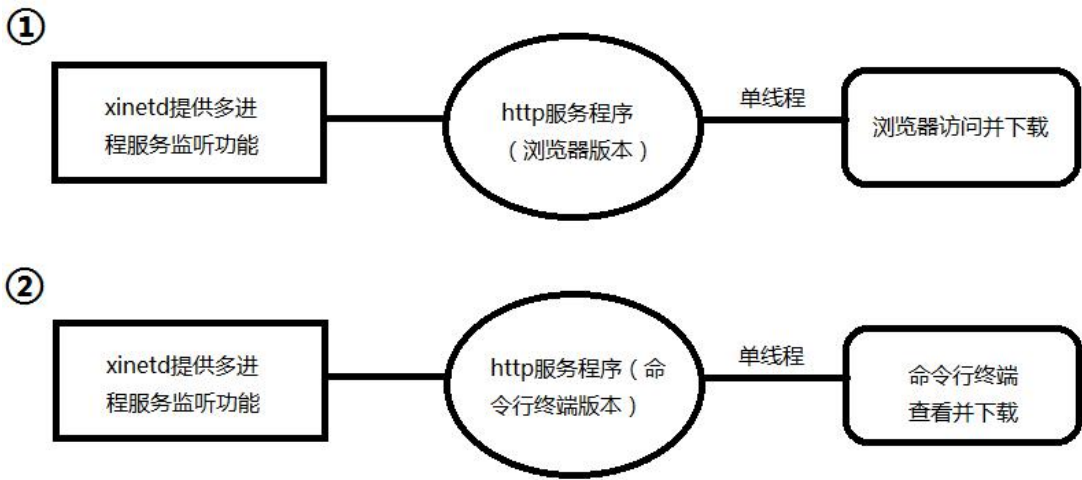 ①
xinetd提供多进
程服务监听功能
http服务程序
（浏览器版本）
单线程
浏览器访问并下载
②
xinetd提供多进
程服务监听功能
http服务程序（命
令行终端版本）
单线程
命令行终端
查看并下载